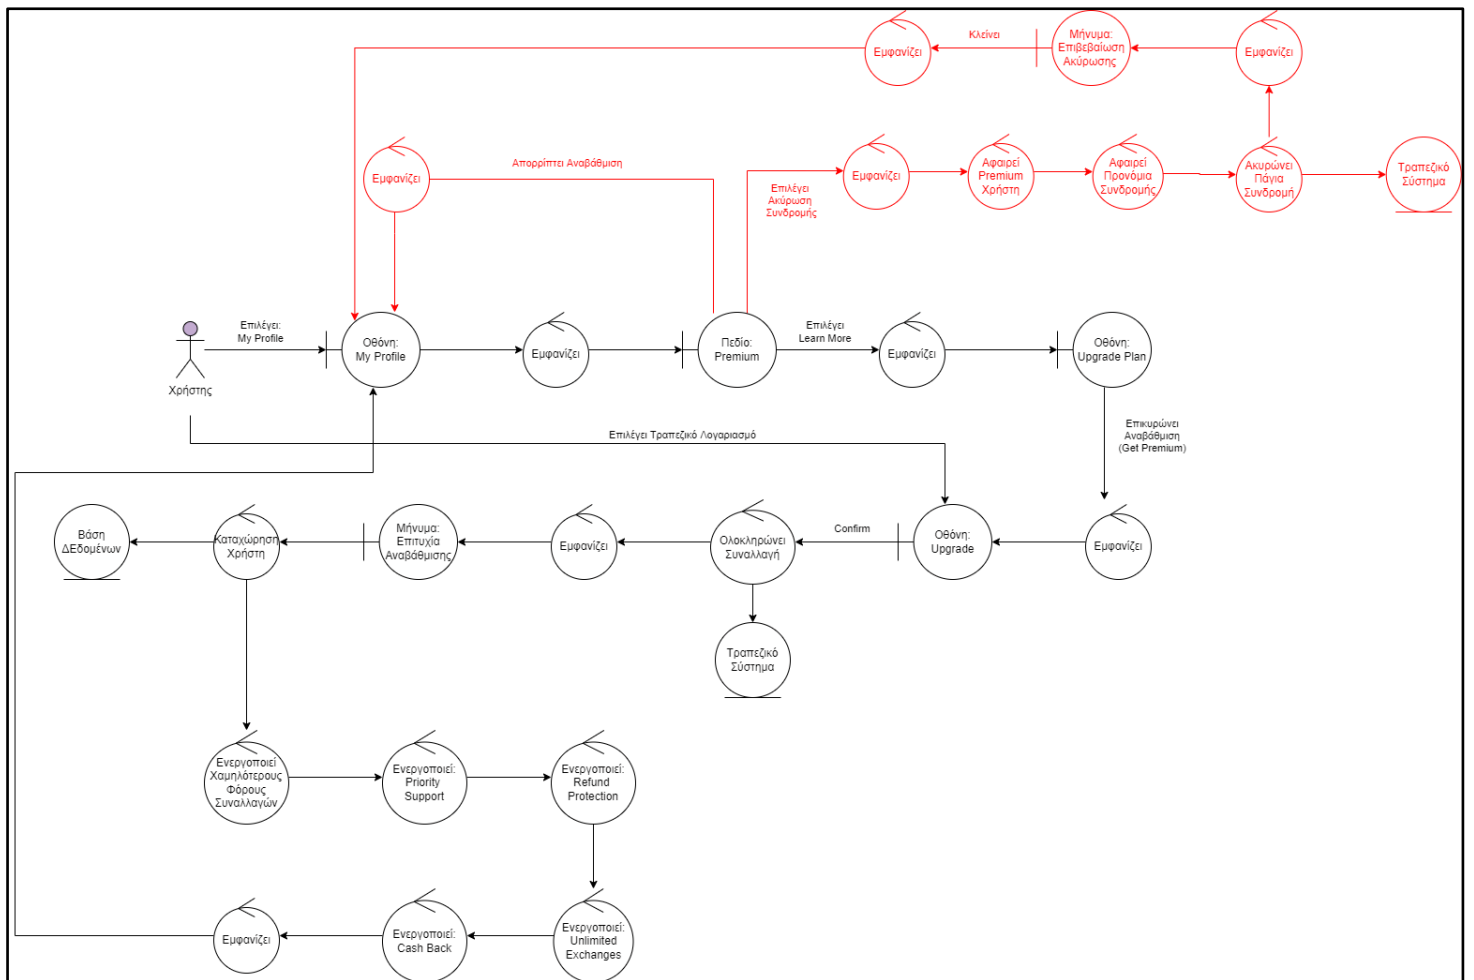 Κλείνει
Εμφανίζει
Μήνυμα:
Επιβεβαίωση
Ακύρωσης
Εμφανίζει
Απορρίπτει Αναβάθμιση
Εμφανίζει
Επιλέγει
Ακύρωση
Συνδρομής
Εμφανίζει
Αφαιρεί
Premium
Χρήστη
Αφαιρεί
Προνόμια
Συνδρομής
Ακυρώνει
Πάγια
Συνδρομή
Τραπεζικό
Σύστημα
Χρήστης
Επιλέγει:
My Profile
Οθόνη:
My Profile
Εμφανίζει
Πεδίο:
Premium
Επιλέγει
Learn More
Εμφανίζει
Οθόνη:
Upgrade Plan
Επιλέγει Τραπεζικό Λογαριασμό
Επικυρώνει
Αναβάθμιση
(Get Premium)
Βάση
ΔΕδομένων
Καταχώρηση
Χρήστη
Μήνυμα:
Επιτυχία
Αναβάθμισης
Εμφανίζει
Ολοκληρώνει
Συναλλαγή
Confirm
Οθόνη:
Upgrade
Εμφανίζει
Τραπεζικό
Σύστημα
Ενεργοποιεί
Χαμηλότερους
Φόρους
Συναλλαγών
Ενεργοποιεί:
Priority
Support
Ενεργοποιεί:
Refund
Protection
Εμφανίζει
Ενεργοποιεί:
Cash Back
Ενεργοποιεί:
Unlimited
Exchanges